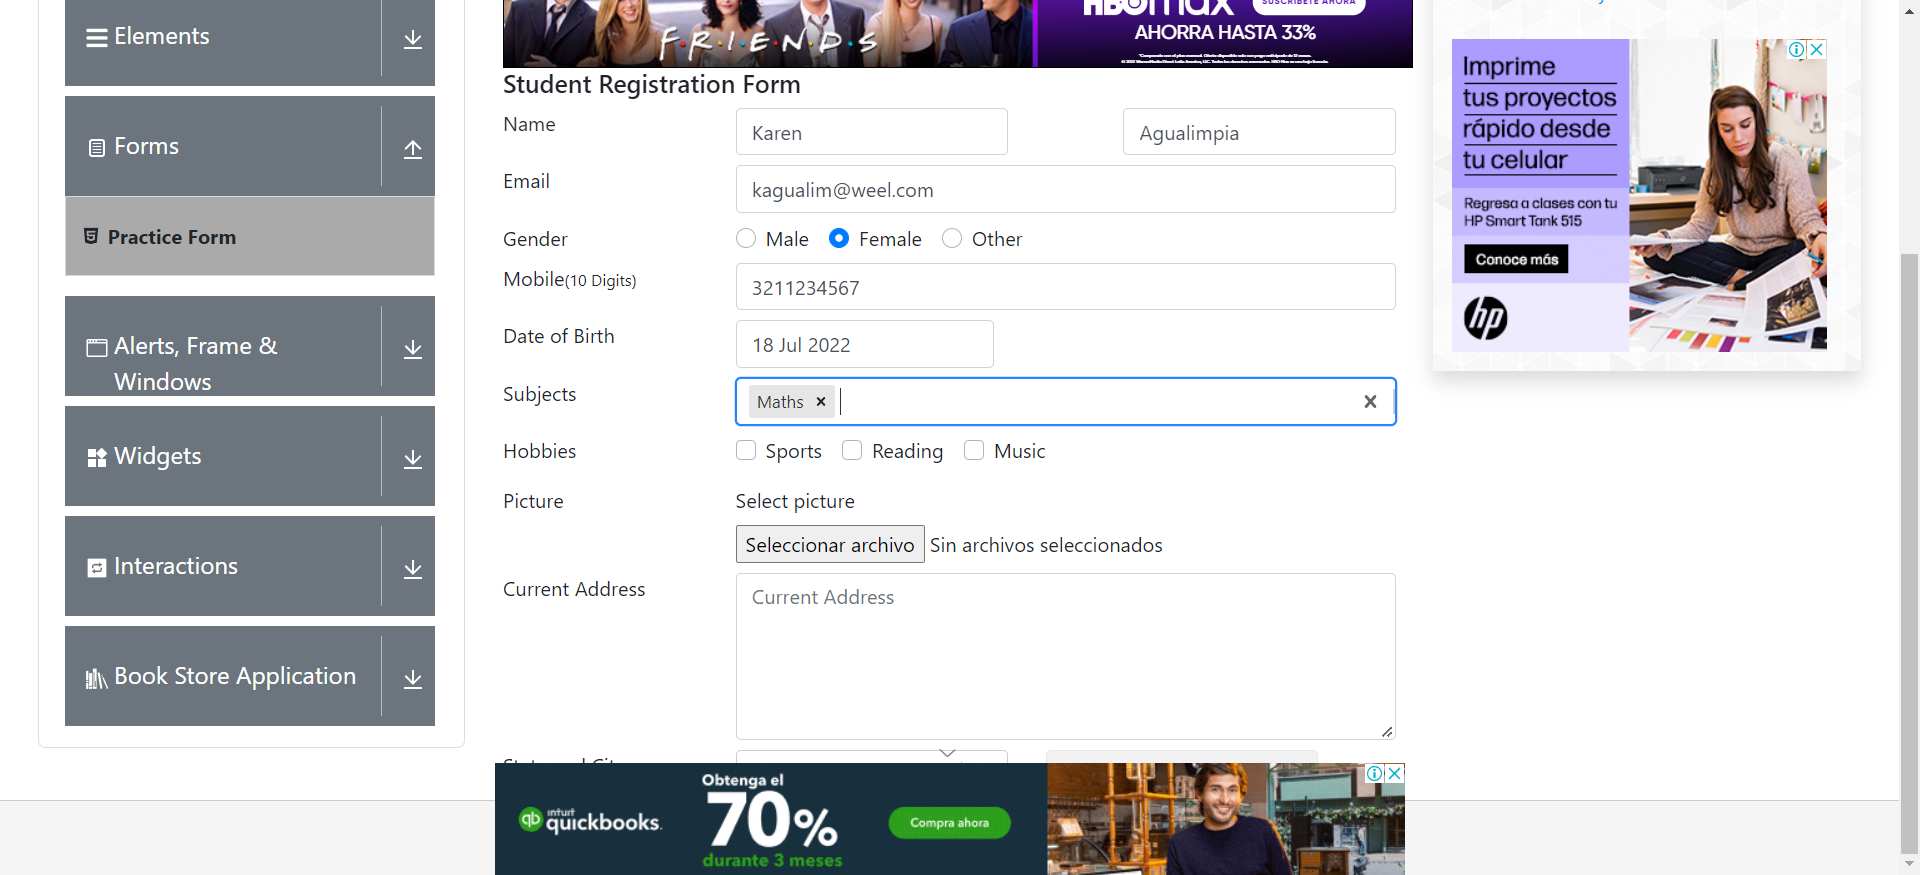 Elements
Forms
Practice Form
Alerts, Frame &
Windows
Widgets
Interactions
Book Store Application
F·R·I·E·N·D·S
HBOmax
SUSCRÍBETE AHORA
AHORRA HASTA 33%
Student Registration Form
Name
Karen
Agualimpia
Email
kagualim@weel.com
Gender
Male
Female
Other
Mobile(10 Digits)
3211234567
Date of Birth
18 Jul 2022
Subjects
Maths
Hobbies
Sports
Reading
Music
Picture
Select picture
Seleccionar archivo
Sin archivos seleccionados
Current Address
Current Address
Imprime
tus proyectos
rápido desde
tu celular
Regresa a clases con tu
HP Smart Tank 515
Conoce más
hp
intuit
quickbooks.
Obtenga el
70%
durante 3 meses
Compra ahora